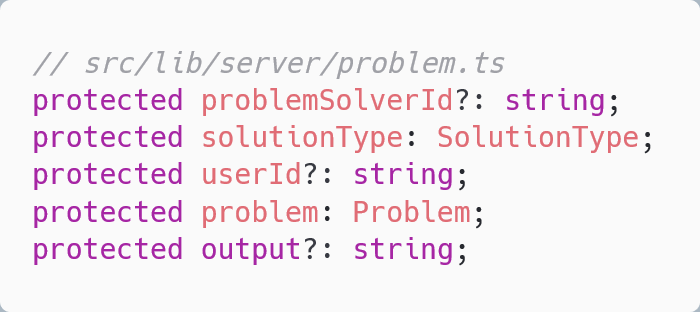 // src/lib/server/problem.ts
protected problemSolverId?: string;
protected solutionType: SolutionType;
protected userId?: string;
protected problem: Problem;
protected output?: string;